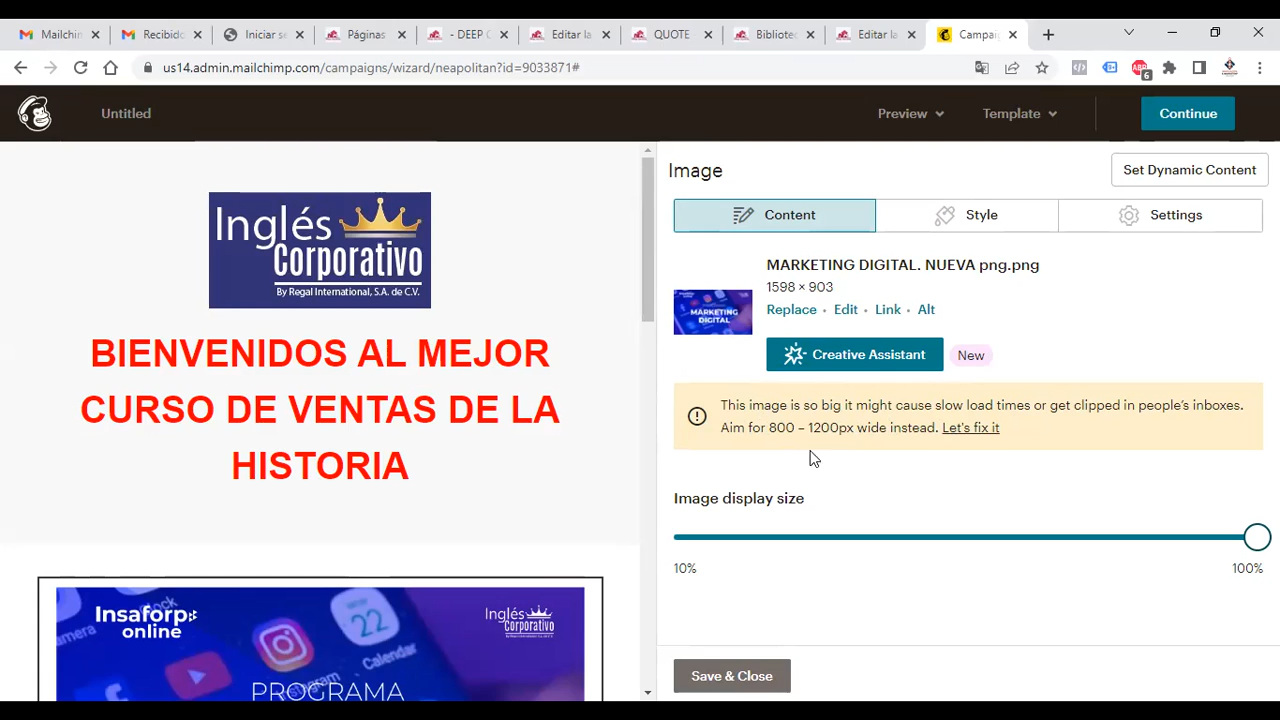 Mailchim
Recibido
Iniciar se
Páginas
- DEEP C
Editar la
QUOTE
Bibliotec
Editar la
Campaig
us14.admin.mailchimp.com/campaigns/wizard/neapolitan?id=9033871#
6
Untitled
Preview
Template
Continue
Inglés
Corporativo
By Regal International, S.A. de C.V.
BIENVENIDOS AL MEJOR
CURSO DE VENTAS DE LA
HISTORIA
Insaforp
online
Inglés
Corporativo
22
Calendar
PROGRAMA
Image
Set Dynamic Content
Content
Style
Settings
MARKETING DIGITAL. NUEVA png.png
1598 × 903
MARKETING
DIGITAL
Replace • Edit • Link • Alt
Creative Assistant
New
This image is so big it might cause slow load times or get clipped in people's inboxes.
Aim for 800 – 1200px wide instead. Let's fix it
Image display size
10%
100%
Save & Close